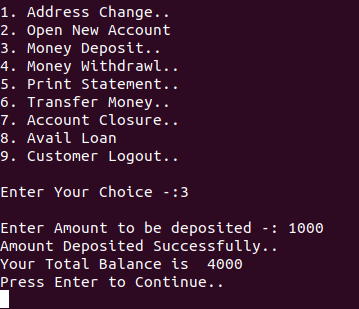 1. Address Change..
2. Open New Account
3. Money Deposit..
4. Money Withdrawl..
5. Print Statement..
6. Transfer Money..
7. Account Closure..
8. Avail Loan
9. Customer Logout..
Enter Your Choice -:3
Enter Amount to be deposited -: 1000
Amount Deposited Successfully..
Your Total Balance is  4000
Press Enter to Continue..